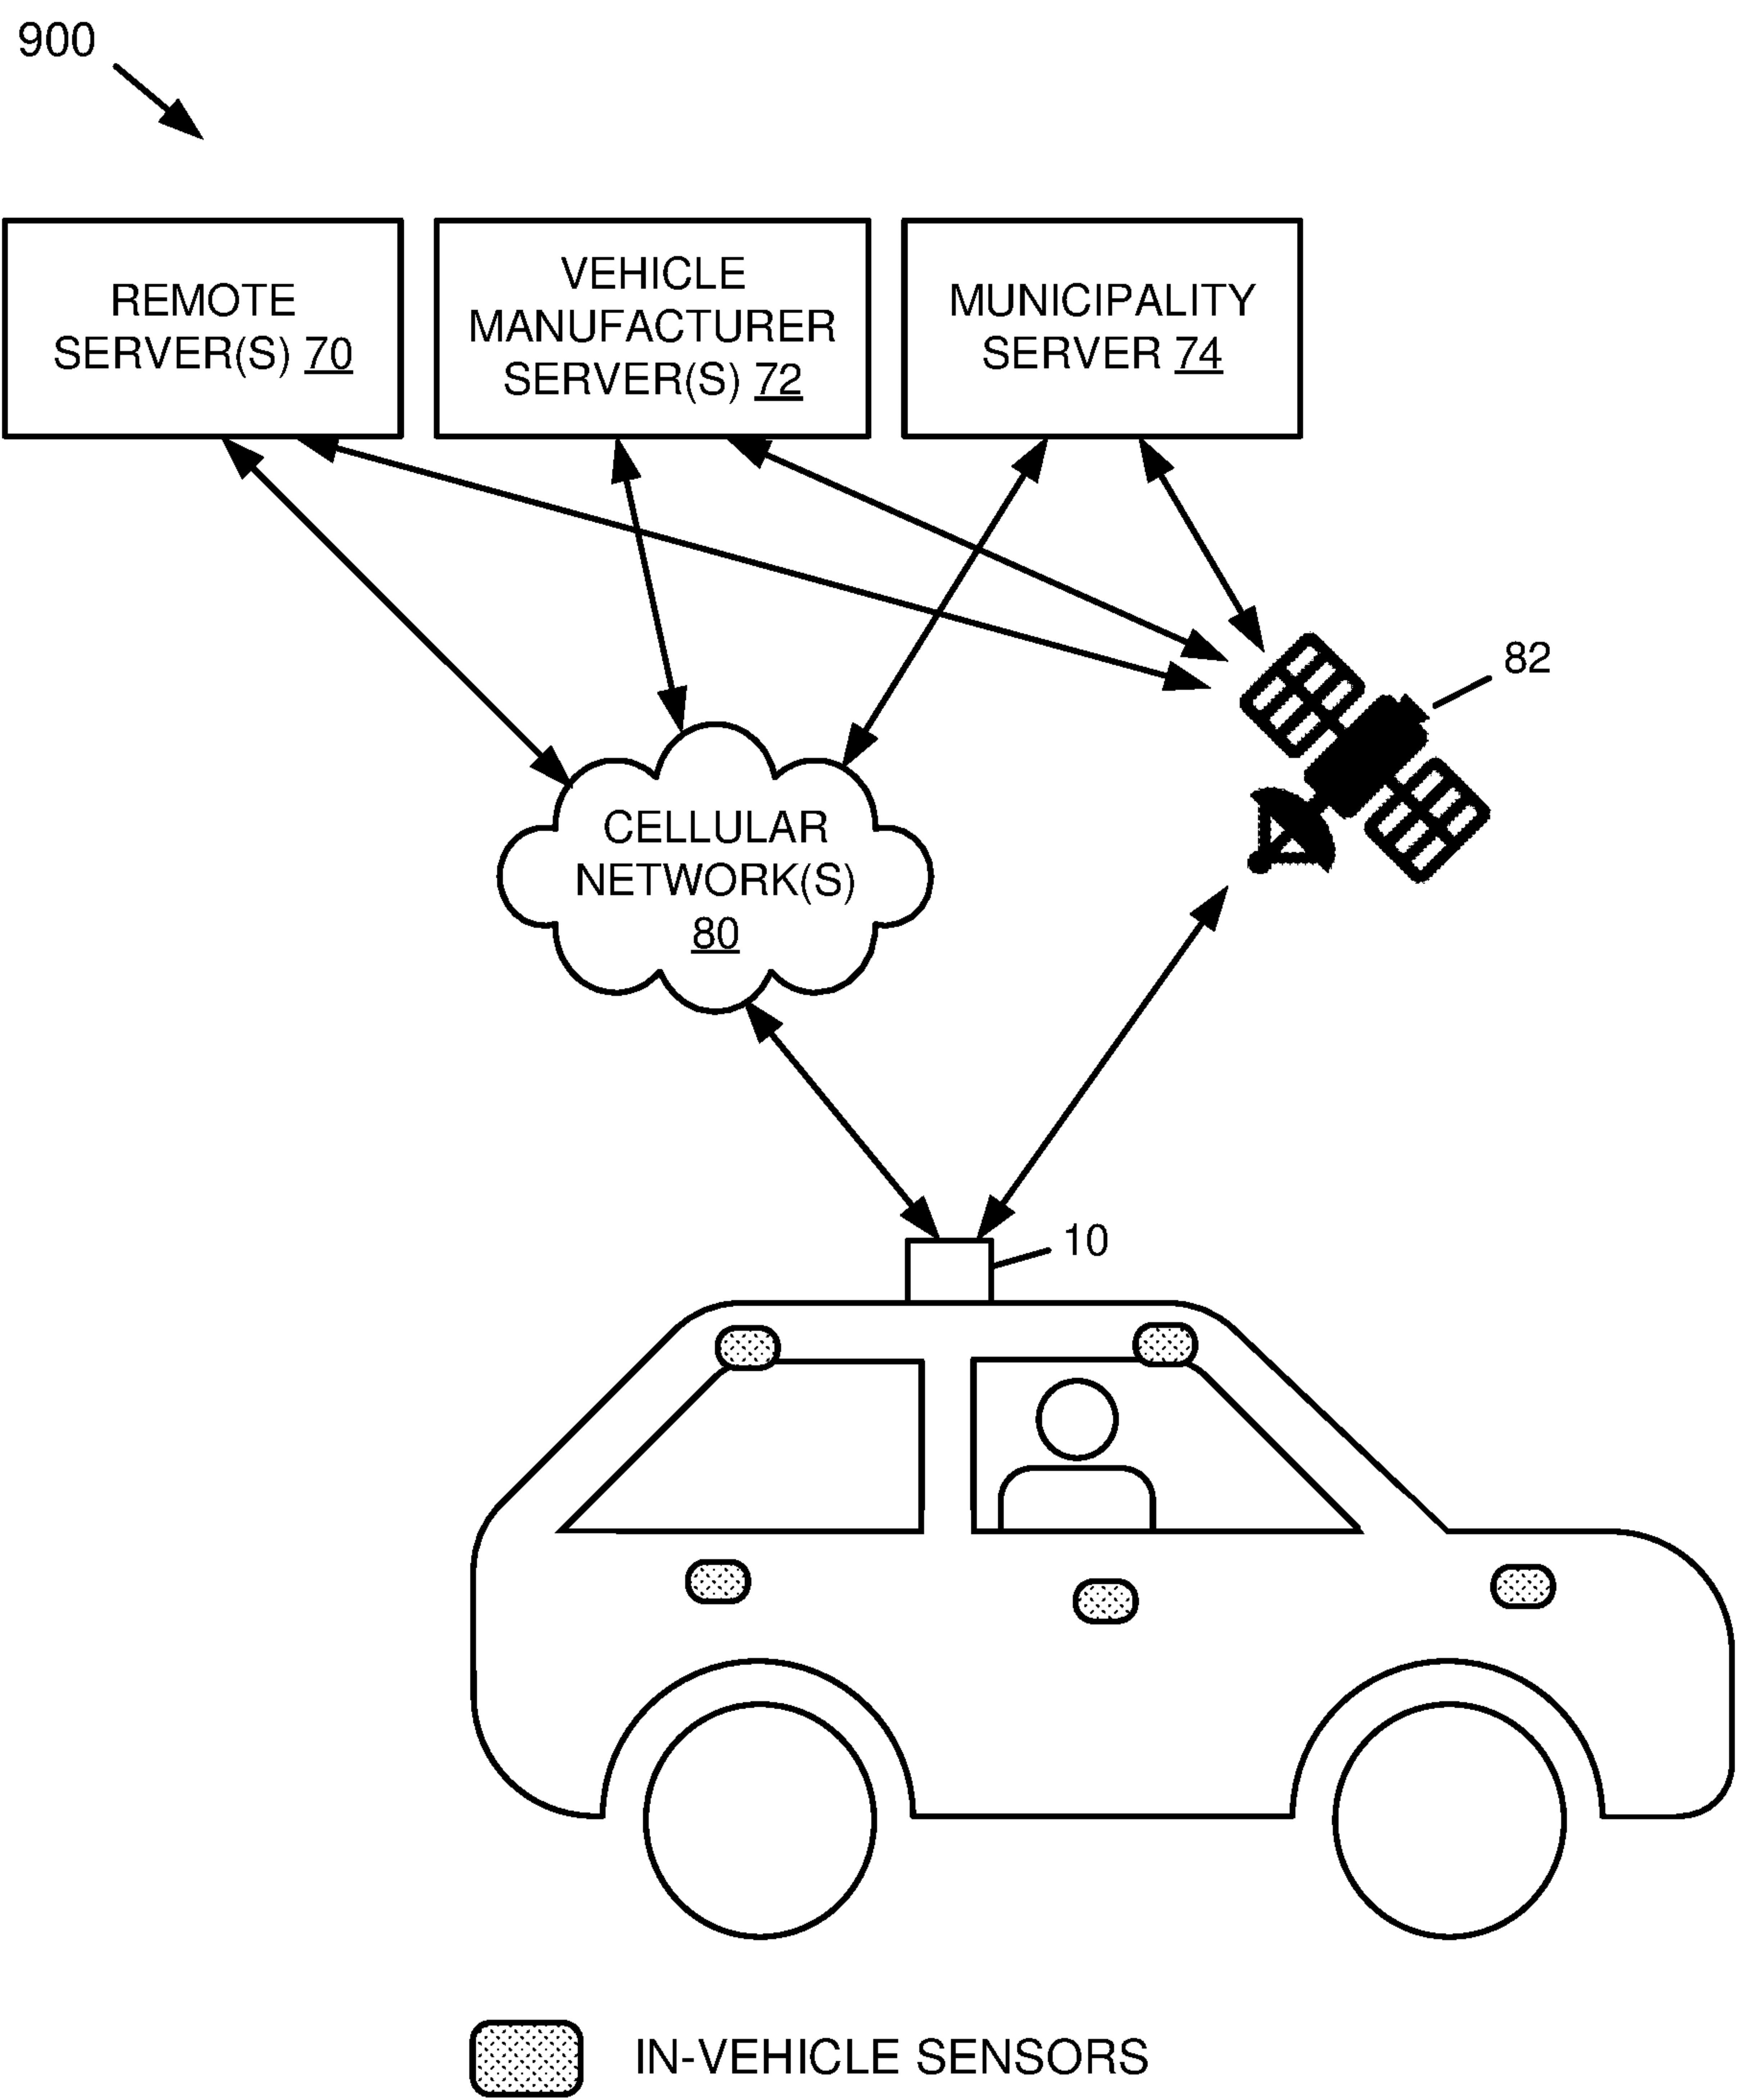 900
REMOTE
SERVER(S) 70
VEHICLE
MANUFACTURER
SERVER(S) 72
MUNICIPALITY
SERVER 74
82
CELLULAR
NETWORK(S)
80
10
IN-VEHICLE SENSORS